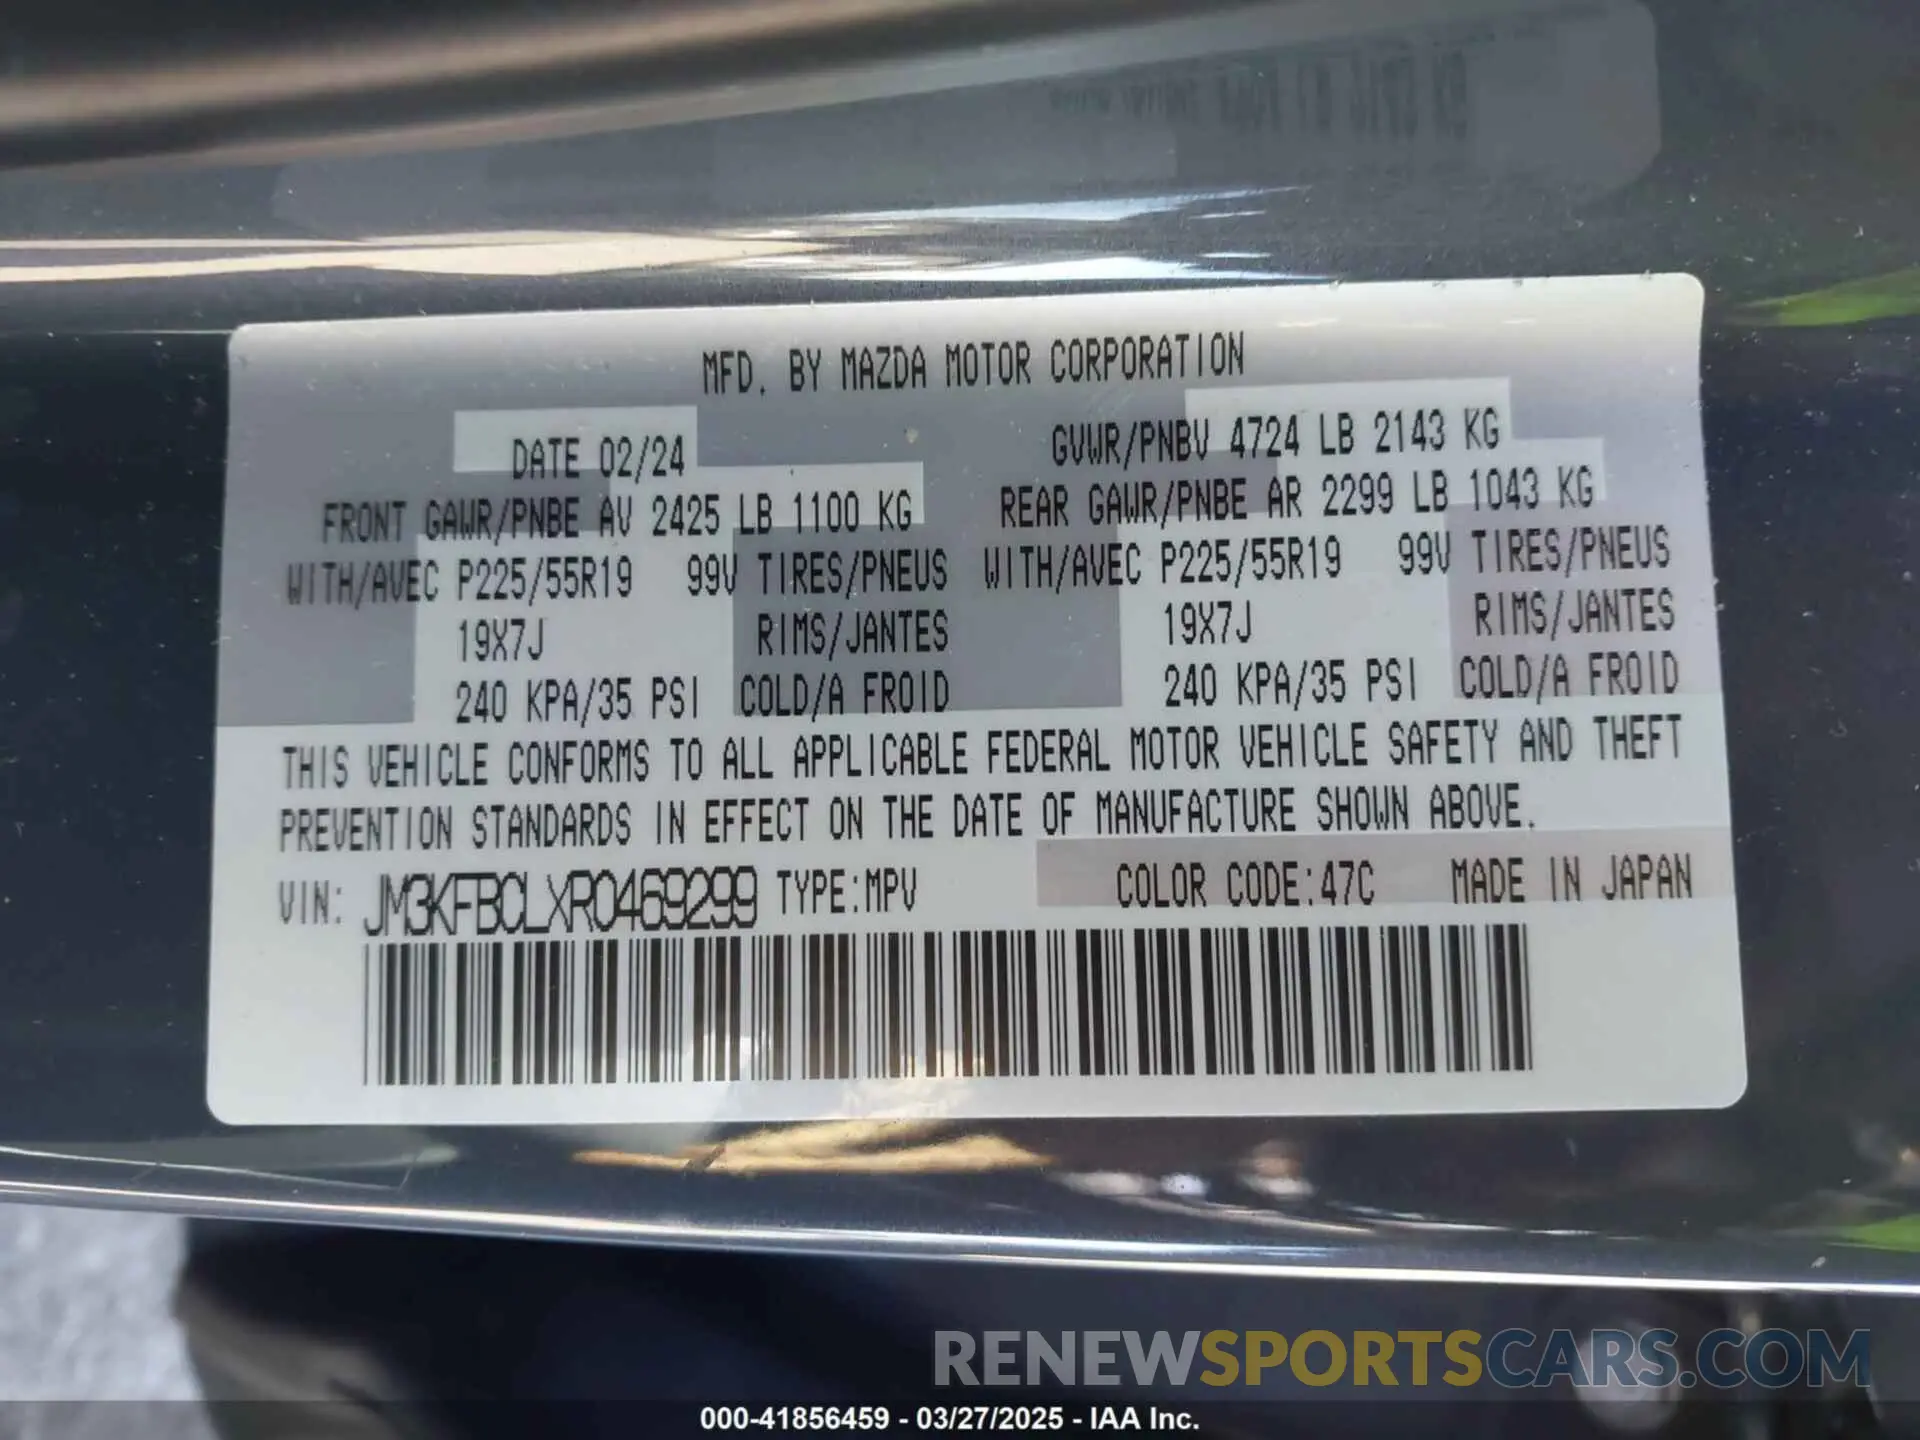 MFD. BY MAZDA MOTOR CORPORATION
DATE 02/24 GVWR/PNBV 4724 LB 2143 KG
FRONT GAWR/PNBE AV 2425 LB 1100 KG REAR GAWR/PNBE AR 2299 LB 1043 KG
WITH/AVEC P225/55R19 99V TIRES/PNEUS WITH/AVEC P225/55R19 99V TIRES/PNEUS
19X7J RIMS/JANTES 19X7J RIMS/JANTES
240 KPA/35 PSI COLD/A FROID 240 KPA/35 PSI COLD/A FROID
THIS VEHICLE CONFORMS TO ALL APPLICABLE FEDERAL MOTOR VEHICLE SAFETY AND THEFT
PREVENTION STANDARDS IN EFFECT ON THE DATE OF MANUFACTURE SHOWN ABOVE.
VIN: JM3KFBCLXR0469299 TYPE:MPV COLOR CODE:47C MADE IN JAPAN
RENEWSPORTSCARS.COM
000-41856459 - 03/27/2025 - IAA Inc.